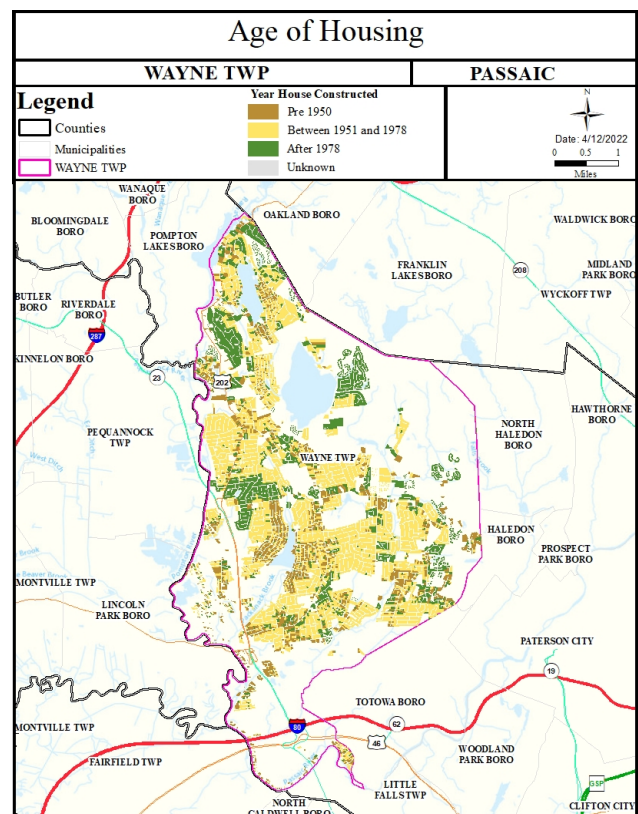 Age of Housing
WAYNE TWP
PASSAIC
Legend
Counties
Municipalities
WAYNE TWP
Year House Constructed
Pre 1950
Between 1951 and 1978
After 1978
Unknown
N
Date: 4/12/2022
0 0.5 1
Miles
WANAQUE
BORO
OAKLAND BORO
BLOOMINGDALE
BORO
POMPTON
LAKES BORO
WALDWICK BORO
FRANKLIN
LAKES BORO
208
MIDLAND
PARK BORO
WYCKOFF TWP
BUTLER
BORO
RIVERDALE
BORO
287
KINNELON BORO
23
202
HAWTHORNE
BORO
NORTH
HALEDON
BORO
PEQUANNOCK
TWP
WAYNE TWP
West Ditch
HALEDON
BORO
PROSPECT
PARK BORO
Beaver Brook
MONTVILLE TWP
LINCOLN
PARK BORO
PATERSON CITY
19
TOTOWA BORO
80
62
46
MONTVILLE TWP
FAIRFIELD TWP
WOODLAND
PARK BORO
LITTLE
FALLS TWP
GSP
NORTH
CALDWELL BORO
CLIFTON CITY